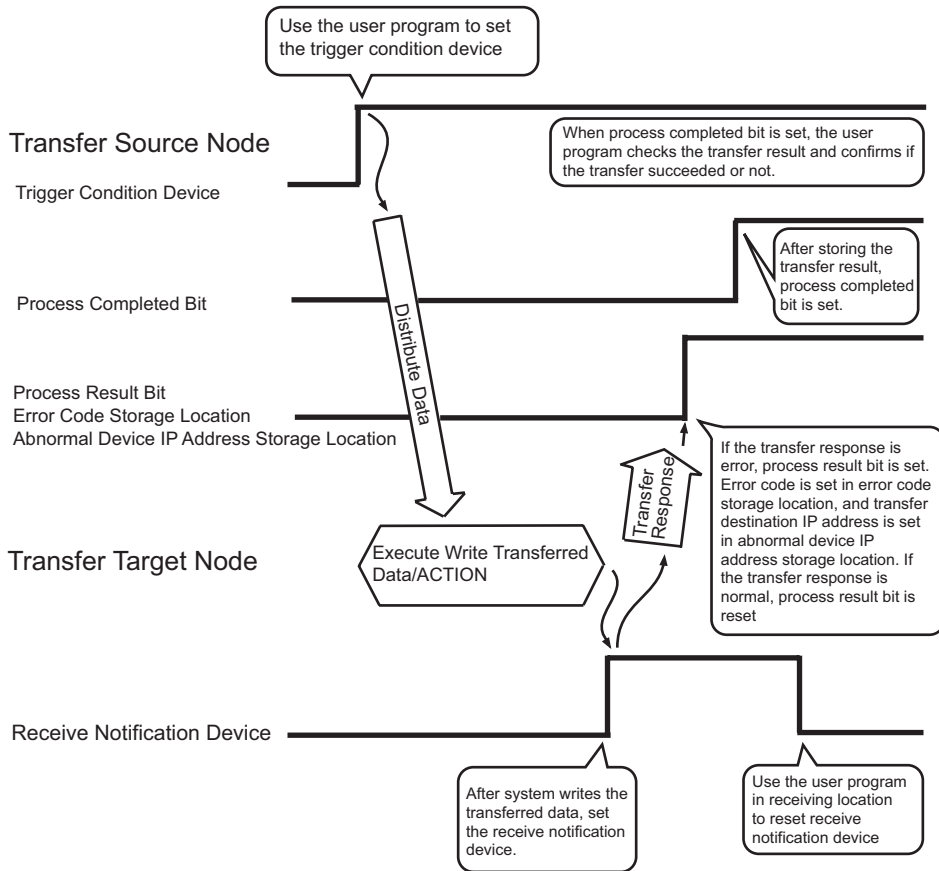 Use the user program to set
the trigger condition device
Transfer Source Node
When process completed bit is set, the user
program checks the transfer result and confirms if
the transfer succeeded or not.
Trigger Condition Device
After storing the
transfer result,
process completed
bit is set.
Process Completed Bit
Distribute Data
Process Result Bit
Error Code Storage Location
Abnormal Device IP Address Storage Location
If the transfer response is
error, process result bit is set.
Error code is set in error code
storage location, and transfer
destination IP address is set
in abnormal device IP
address storage location. If
the transfer response is
normal, process result bit is
reset
Transfer
Response
Transfer Target Node
Execute Write Transferred
Data/ACTION
Receive Notification Device
After system writes the
transferred data, set
the receive notification
device.
Use the user program
in receiving location
to reset receive
notification device